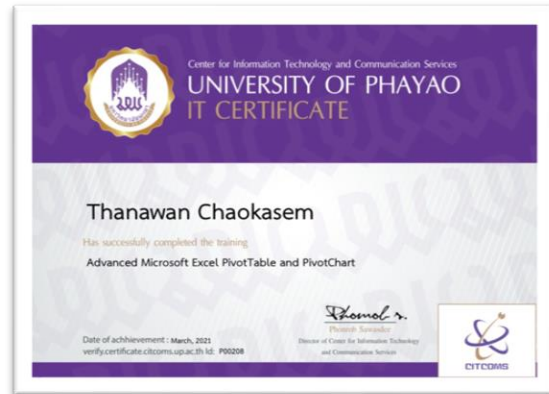 Center for Information Technology and Communication Services
UNIVERSITY OF PHAYAO
IT CERTIFICATE
Thanawan Chaokasem
Has successfully completed the training
Advanced Microsoft Excel PivotTable and PivotChart
Date of achhievement : March, 2021
verify.certificate.citcoms.up.ac.th Id: P00208
Director of Center for Information Technology
and Communication Services
CITCOMS